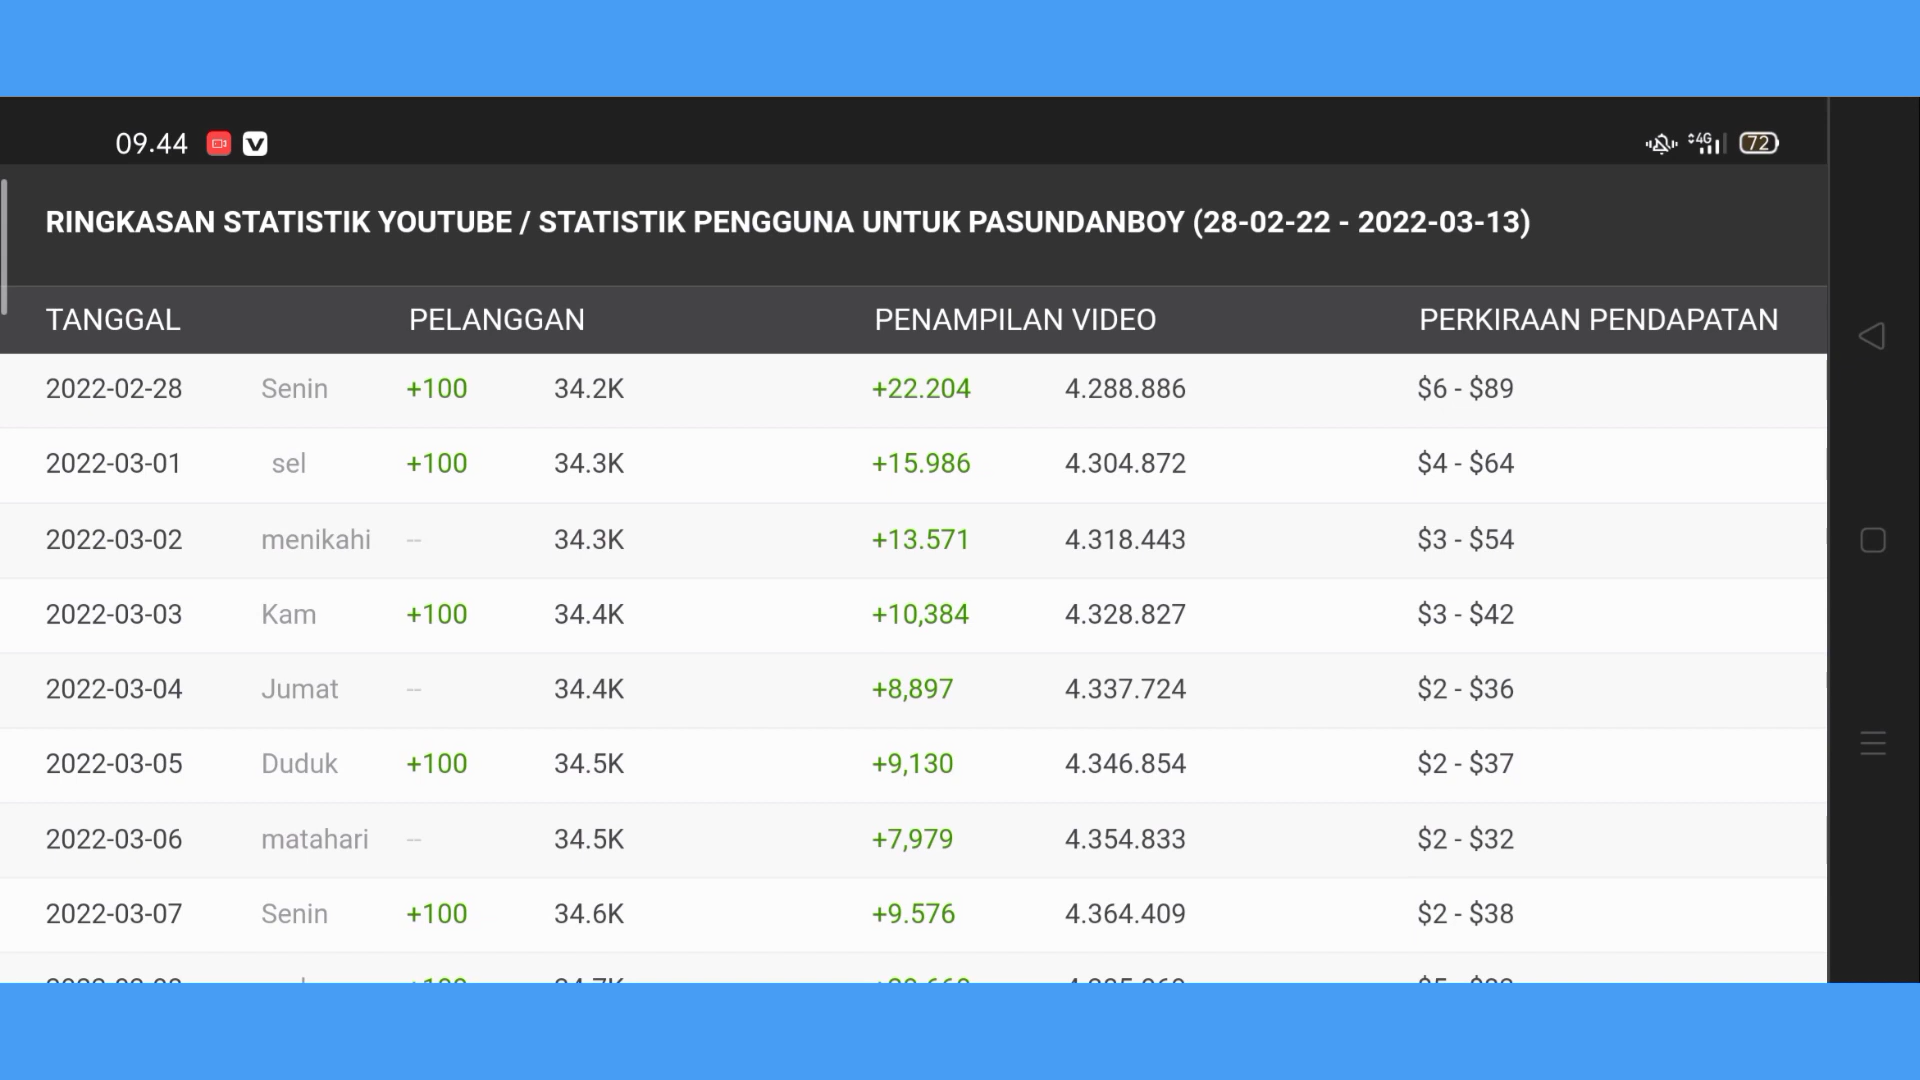 09.44 4G 72
RINGKASAN STATISTIK YOUTUBE / STATISTIK PENGGUNA UNTUK PASUNDANBOY (28-02-22 - 2022-03-13)
TANGGAL PELANGGAN PENAMPILAN VIDEO PERKIRAAN PENDAPATAN
2022-02-28 Senin +100 34.2K +22.204 4.288.886 $6 - $89
2022-03-01 sel +100 34.3K +15.986 4.304.872 $4 - $64
2022-03-02 menikahi -- 34.3K +13.571 4.318.443 $3 - $54
2022-03-03 Kam +100 34.4K +10,384 4.328.827 $3 - $42
2022-03-04 Jumat -- 34.4K +8,897 4.337.724 $2 - $36
2022-03-05 Duduk +100 34.5K +9,130 4.346.854 $2 - $37
2022-03-06 matahari -- 34.5K +7,979 4.354.833 $2 - $32
2022-03-07 Senin +100 34.6K +9.576 4.364.409 $2 - $38